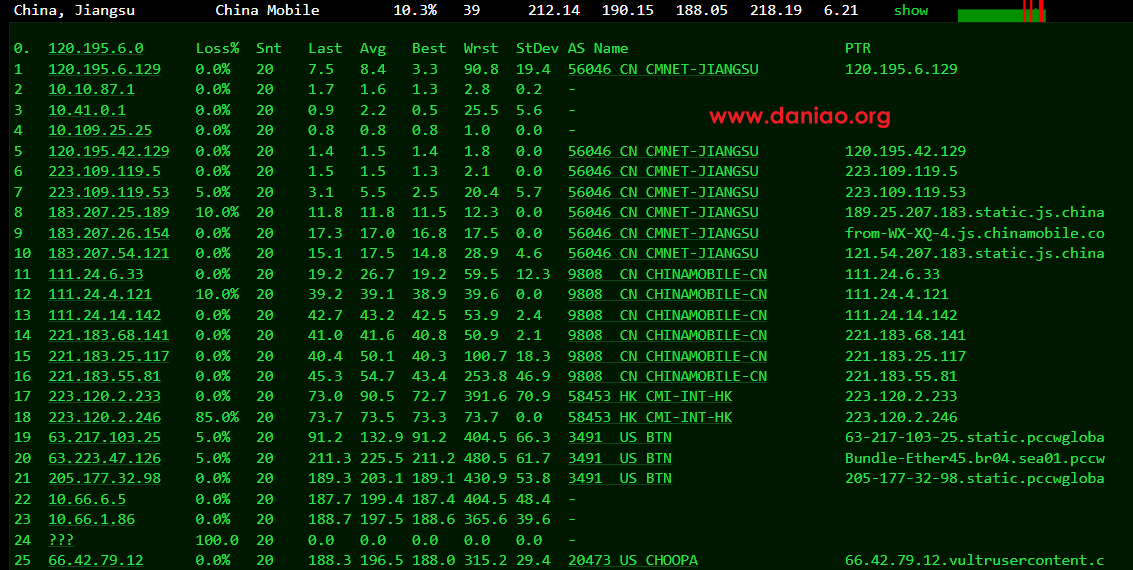 China, Jiangsu China Mobile 10.3% 39 212.14 190.15 188.05 218.19 6.21 show
0. 120.195.6.0 Loss% Snt Last Avg Best Wrst StDev AS Name PTR
1 120.195.6.129 0.0% 20 7.5 8.4 3.3 90.8 19.4 56046 CN CMNET-JIANGSU 120.195.6.129
2 10.10.87.1 0.0% 20 1.7 1.6 1.3 2.8 0.2 -
3 10.41.0.1 0.0% 20 0.9 2.2 0.5 25.5 5.6 -
www.daniao.org
4 10.109.25.25 0.0% 20 0.8 0.8 0.8 1.0 0.0 -
5 120.195.42.129 0.0% 20 1.4 1.5 1.4 1.8 0.0 56046 CN CMNET-JIANGSU 120.195.42.129
6 223.109.119.5 0.0% 20 1.5 1.5 1.3 2.1 0.0 56046 CN CMNET-JIANGSU 223.109.119.5
7 223.109.119.53 5.0% 20 3.1 5.5 2.5 20.4 5.7 56046 CN CMNET-JIANGSU 223.109.119.53
8 183.207.25.189 10.0% 20 11.8 11.8 11.5 12.3 0.0 56046 CN CMNET-JIANGSU 189.25.207.183.static.js.china
9 183.207.26.154 0.0% 20 17.3 17.0 16.8 17.5 0.0 56046 CN CMNET-JIANGSU from-WX-XQ-4.js.chinamobile.co
10 183.207.54.121 0.0% 20 15.1 17.5 14.8 28.9 4.6 56046 CN CMNET-JIANGSU 121.54.207.183.static.js.china
11 111.24.6.33 0.0% 20 19.2 26.7 19.2 59.5 12.3 9808 CN CHINAMOBILE-CN 111.24.6.33
12 111.24.4.121 10.0% 20 39.2 39.1 38.9 39.6 0.0 9808 CN CHINAMOBILE-CN 111.24.4.121
13 111.24.14.142 0.0% 20 42.7 43.2 42.5 53.9 2.4 9808 CN CHINAMOBILE-CN 111.24.14.142
14 221.183.68.141 0.0% 20 41.0 41.6 40.8 50.9 2.1 9808 CN CHINAMOBILE-CN 221.183.68.141
15 221.183.25.117 0.0% 20 40.4 50.1 40.3 100.7 18.3 9808 CN CHINAMOBILE-CN 221.183.25.117
16 221.183.55.81 0.0% 20 45.3 54.7 43.4 253.8 46.9 9808 CN CHINAMOBILE-CN 221.183.55.81
17 223.120.2.233 0.0% 20 73.0 90.5 72.7 391.6 70.9 58453 HK CMI-INT-HK 223.120.2.233
18 223.120.2.246 85.0% 20 73.7 73.5 73.3 73.7 0.0 58453 HK CMI-INT-HK 223.120.2.246
19 63.217.103.25 5.0% 20 91.2 132.9 91.2 404.5 66.3 3491 US BTN 63-217-103-25.static.pccwgloba
20 63.223.47.126 5.0% 20 211.3 225.5 211.2 480.5 61.7 3491 US BTN Bundle-Ether45.br04.sea01.pccw
21 205.177.32.98 0.0% 20 189.3 203.1 189.1 430.9 53.8 3491 US BTN 205-177-32-98.static.pccwgloba
22 10.66.6.5 0.0% 20 187.7 199.4 187.4 404.5 48.4 -
23 10.66.1.86 0.0% 20 188.7 197.5 188.6 365.6 39.6 -
24 ??? 100.0 20 0.0 0.0 0.0 0.0 0.0 -
25 66.42.79.12 0.0% 20 188.3 196.5 188.0 315.2 29.4 20473 US CHOOPA 66.42.79.12.vultrusercontent.c